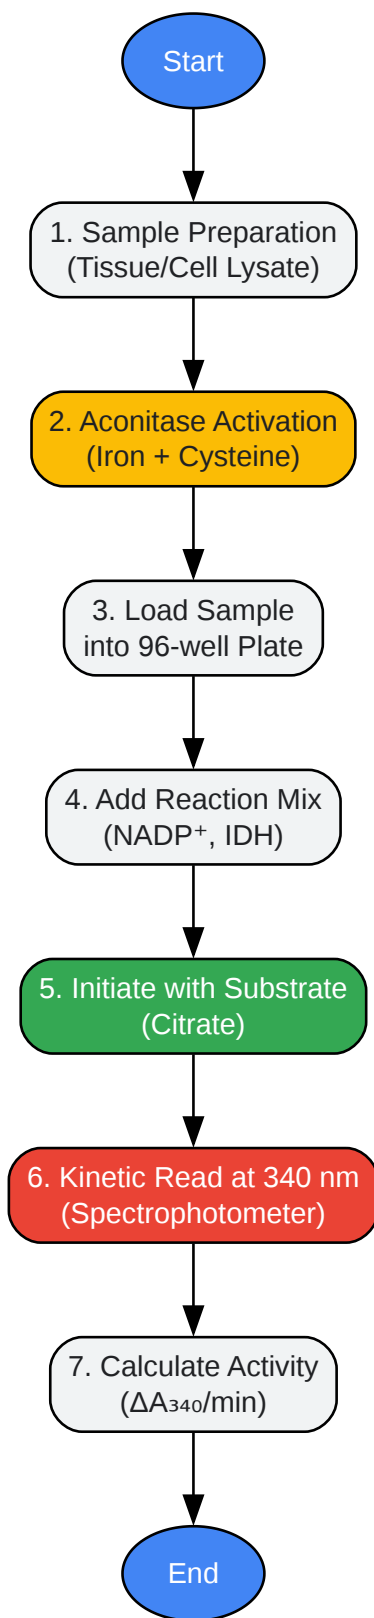 Start
1. Sample Preparation
(Tissue/Cell Lysate)
2. Aconitase Activation
(Iron + Cysteine)
3. Load Sample
into 96-well Plate
4. Add Reaction Mix
(NADP⁺, IDH)
5. Initiate with Substrate
(Citrate)
6. Kinetic Read at 340 nm
(Spectrophotometer)
7. Calculate Activity
(ΔA₃₄₀/min)
End